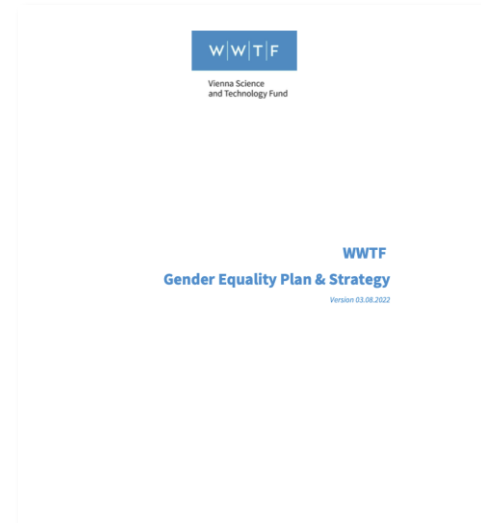 W|W|T|F
Vienna Science
and Technology Fund
WWTF
Gender Equality Plan & Strategy
Version 03.08.2022